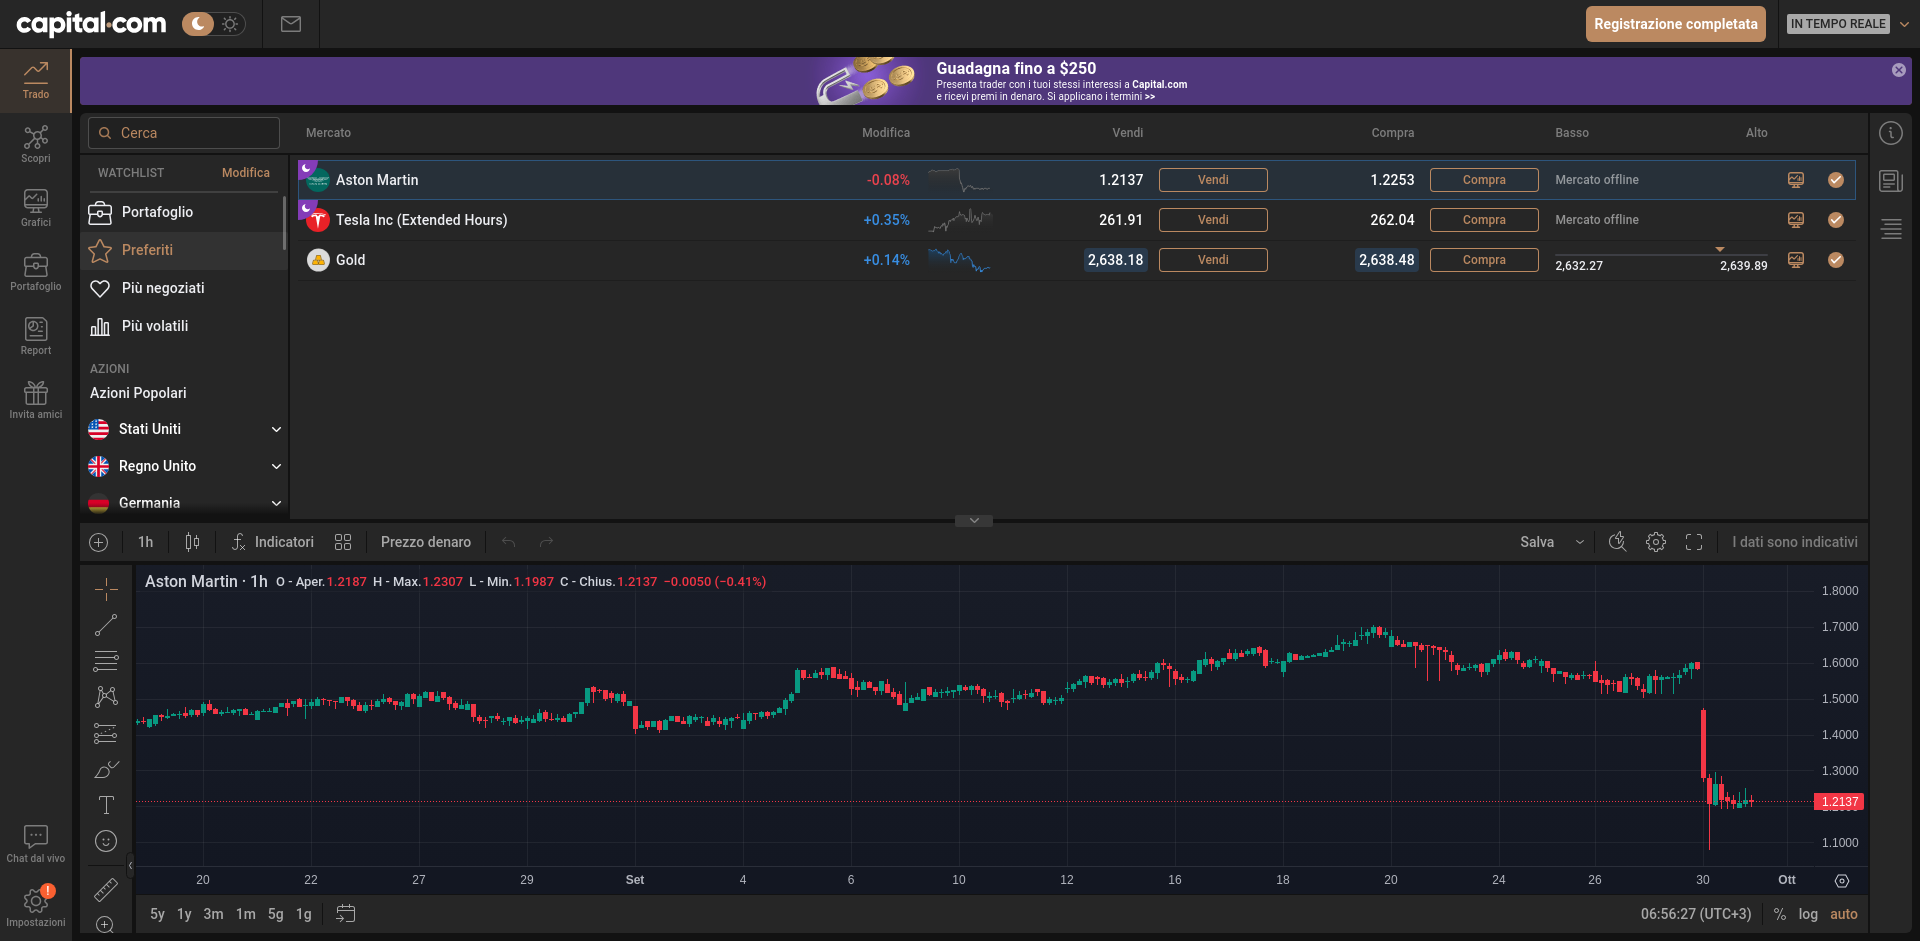 capital.com
Registrazione completata
IN TEMPO REALE
Trado
Scopri
Grafici
Portafoglio
Report
Invita amici
Chat dal vivo
Impostazioni
Guadagna fino a $250
Presenta trader con i tuoi stessi interessi a Capital.com
e ricevi premi in denaro. Si applicano i termini >>
Cerca
WATCHLIST Modifica
Portafoglio
Preferiti
Più negoziati
Più volatili
AZIONI
Azioni Popolari
Stati Uniti
Regno Unito
Germania
Mercato Modifica Vendi Compra Basso Alto
Aston Martin -0.08% 1.2137 Vendi 1.2253 Compra Mercato offline
Tesla Inc (Extended Hours) +0.35% 261.91 Vendi 262.04 Compra Mercato offline
Gold +0.14% 2,638.18 Vendi 2,638.48 Compra 2,632.27 2,639.89
1h Indicatori Prezzo denaro Salva I dati sono indicativi
Aston Martin · 1h O - Aper.1.2187 H - Max.1.2307 L - Min.1.1987 C - Chius.1.2137 −0.0050 (−0.41%)
1.8000
1.7000
1.6000
1.5000
1.4000
1.3000
1.2137
1.1000
20 22 27 29 Set 4 6 10 12 16 18 20 24 26 30 Ott
5y 1y 3m 1m 5g 1g 06:56:27 (UTC+3) % log auto